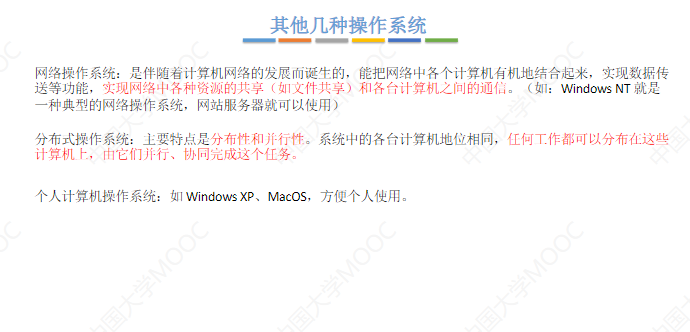 其他几种操作系统
网络操作系统：是伴随着计算机网络的发展而诞生的，能把网络中各个计算机有机地结合起来，实现数据传
送等功能，实现网络中各种资源的共享（如文件共享）和各台计算机之间的通信。（如：Windows NT 就是
一种典型的网络操作系统，网站服务器就可以使用）
分布式操作系统：主要特点是分布性和并行性。系统中的各台计算机地位相同，任何工作都可以分布在这些
计算机上，由它们并行、协同完成这个任务。
个人计算机操作系统：如 Windows XP、MacOS，方便个人使用。
中国大学MOOC
中国大学MOOC
中国大学MOOC
中国大学MOOC